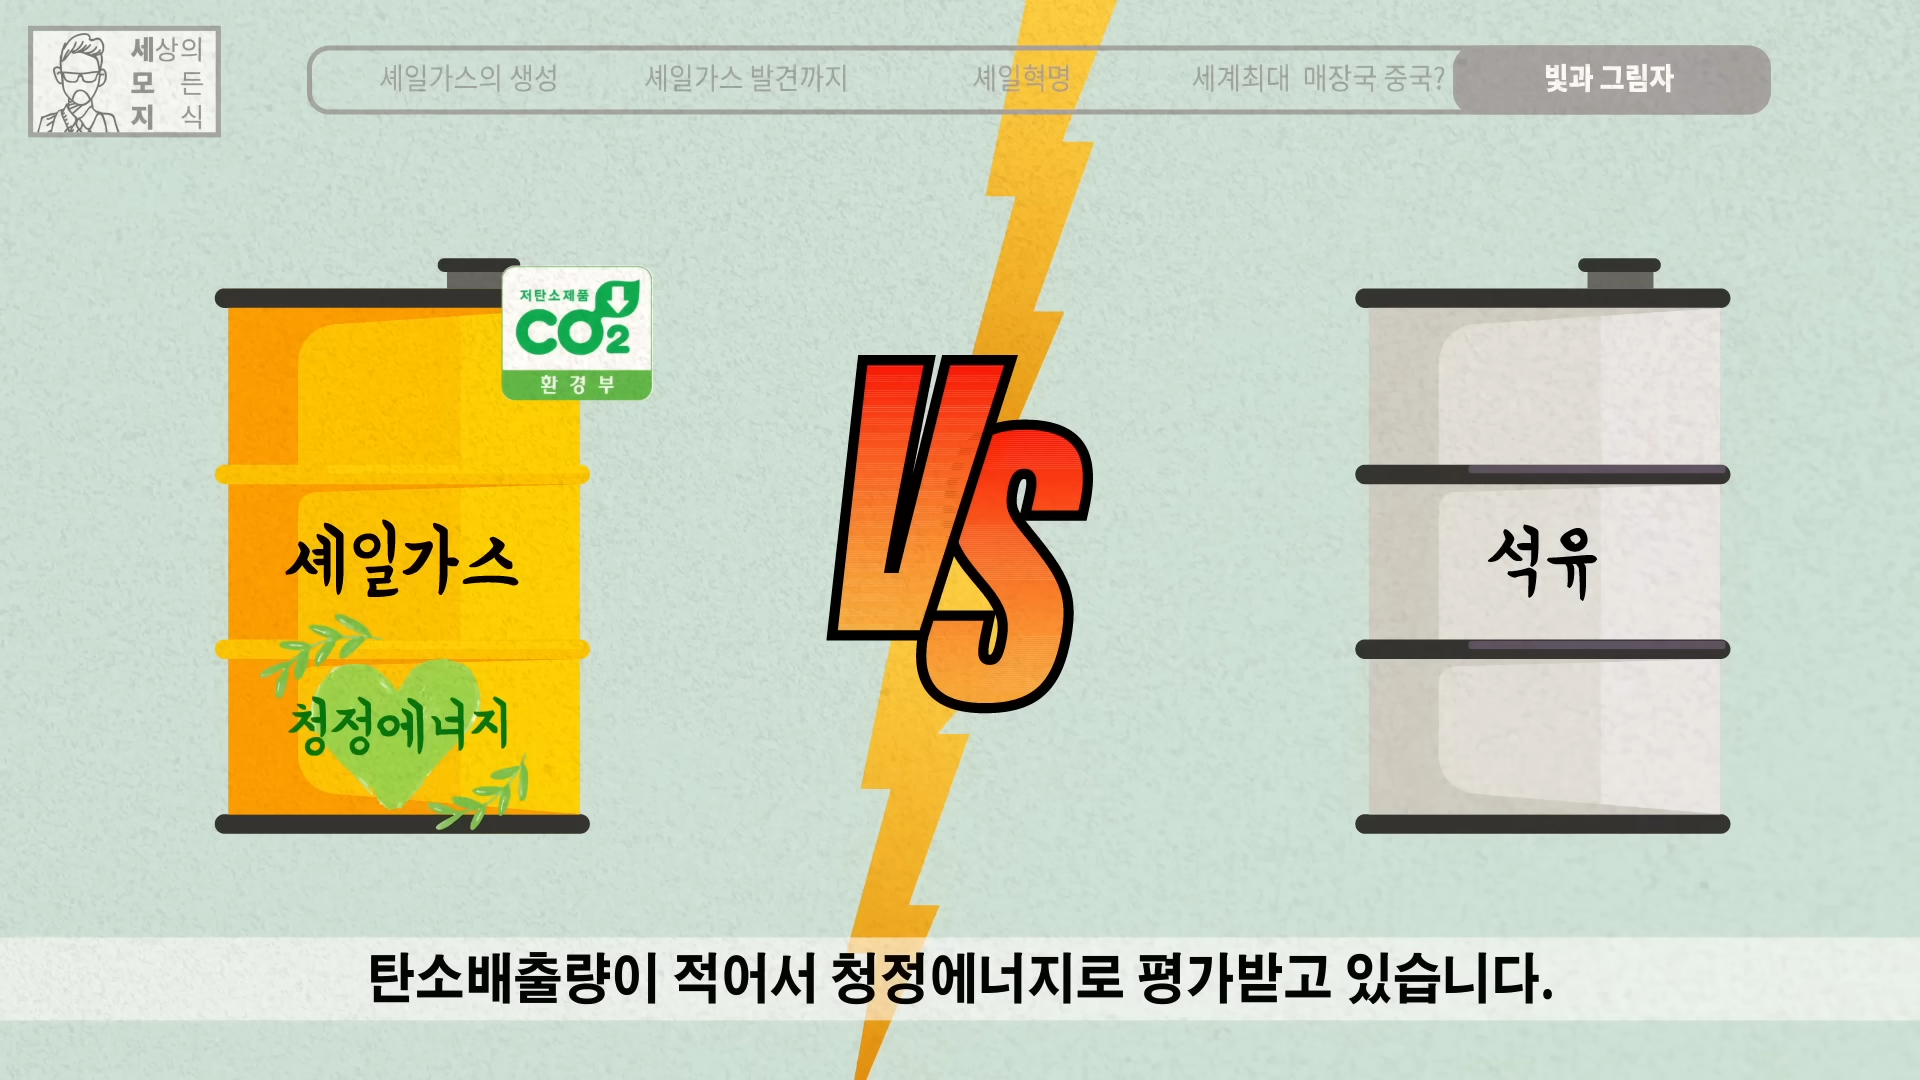 세상의
모든
지식
셰일가스의 생성
셰일가스 발견까지
셰일혁명
세계최대 매장국 중국?
빛과 그림자
저탄소제품
CO2
환경부
셰일가스
청정에너지
VS
석유
탄소배출량이 적어서 청정에너지로 평가받고 있습니다.